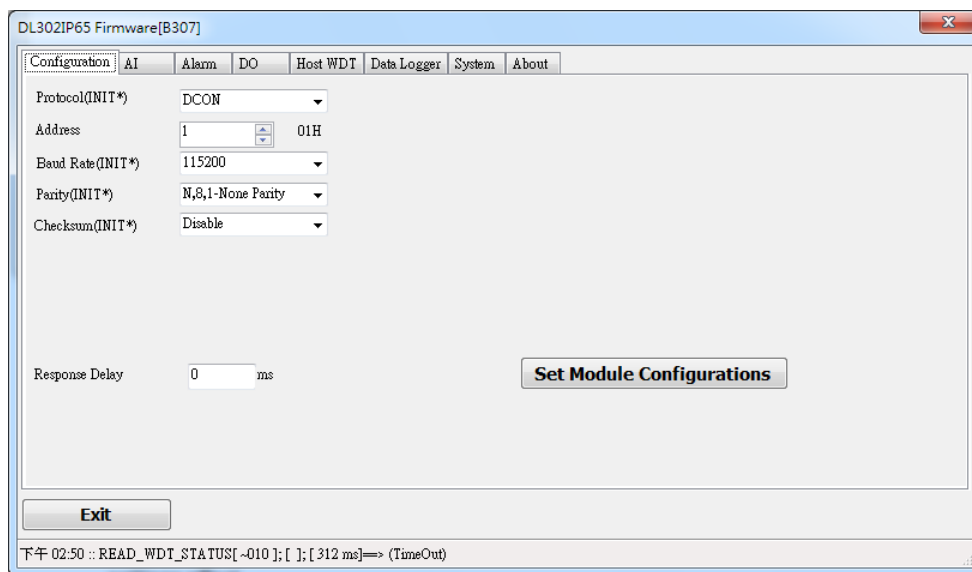 DL302IP65 Firmware[B307]
Configuration AI Alarm DO Host WDT Data Logger System About
Protocol(INIT*) DCON
Address 1 01H
Baud Rate(INIT*) 115200
Parity(INIT*) N,8,1-None Parity
Checksum(INIT*) Disable
Response Delay 0 ms Set Module Configurations
Exit
下午 02:50 :: READ_WDT_STATUS[ ~010 ]; [ ]; [ 312 ms]==> (TimeOut)